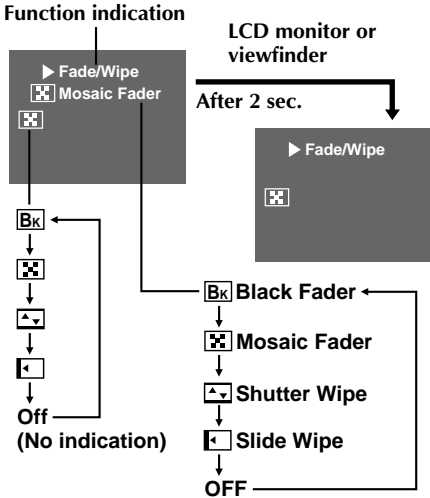 Function indication
LCD monitor or
viewfinder
▶ Fade/Wipe
Mosaic Fader
After 2 sec.
▶ Fade/Wipe
BK
Off
(No indication)
BK Black Fader
Mosaic Fader
Shutter Wipe
Slide Wipe
OFF